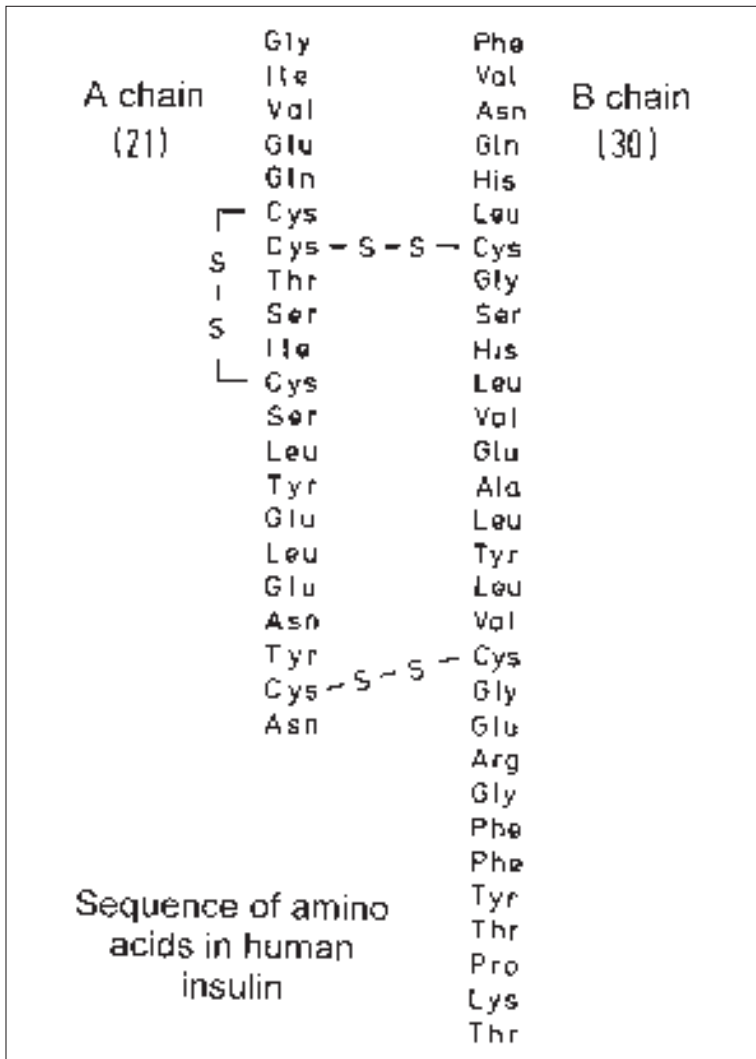 A chain
(21)
Gly
Ile
Val
Glu
Gln
Cys
Cys - S - S - Cys
Thr
Ser
Ile
Cys
Ser
Leu
Tyr
Glu
Leu
Glu
Asn
Tyr
Cys - S - S - Cys
Asn
S
S
B chain
(30)
Phe
Val
Asn
Gln
His
Leu
Gly
Ser
His
Leu
Val
Glu
Ala
Leu
Tyr
Leu
Val
Gly
Glu
Arg
Gly
Phe
Phe
Tyr
Thr
Pro
Lys
Thr
Sequence of amino
acids in human
insulin